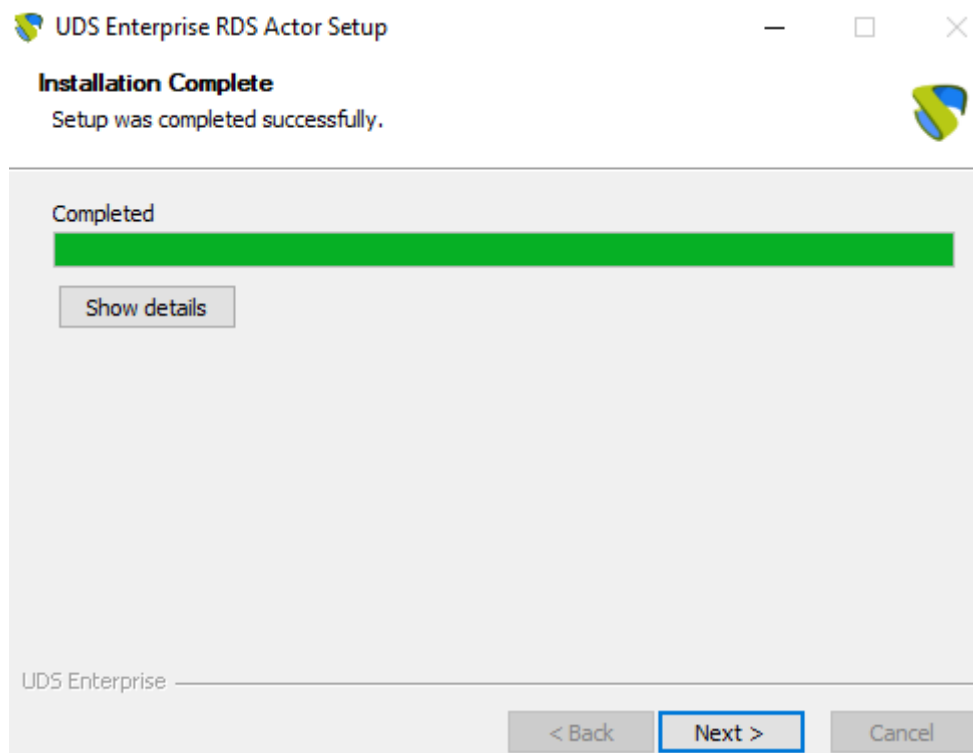 UDS Enterprise RDS Actor Setup
Installation Complete
Setup was completed successfully.
Completed
Show details
UDS Enterprise
< Back
Next >
Cancel